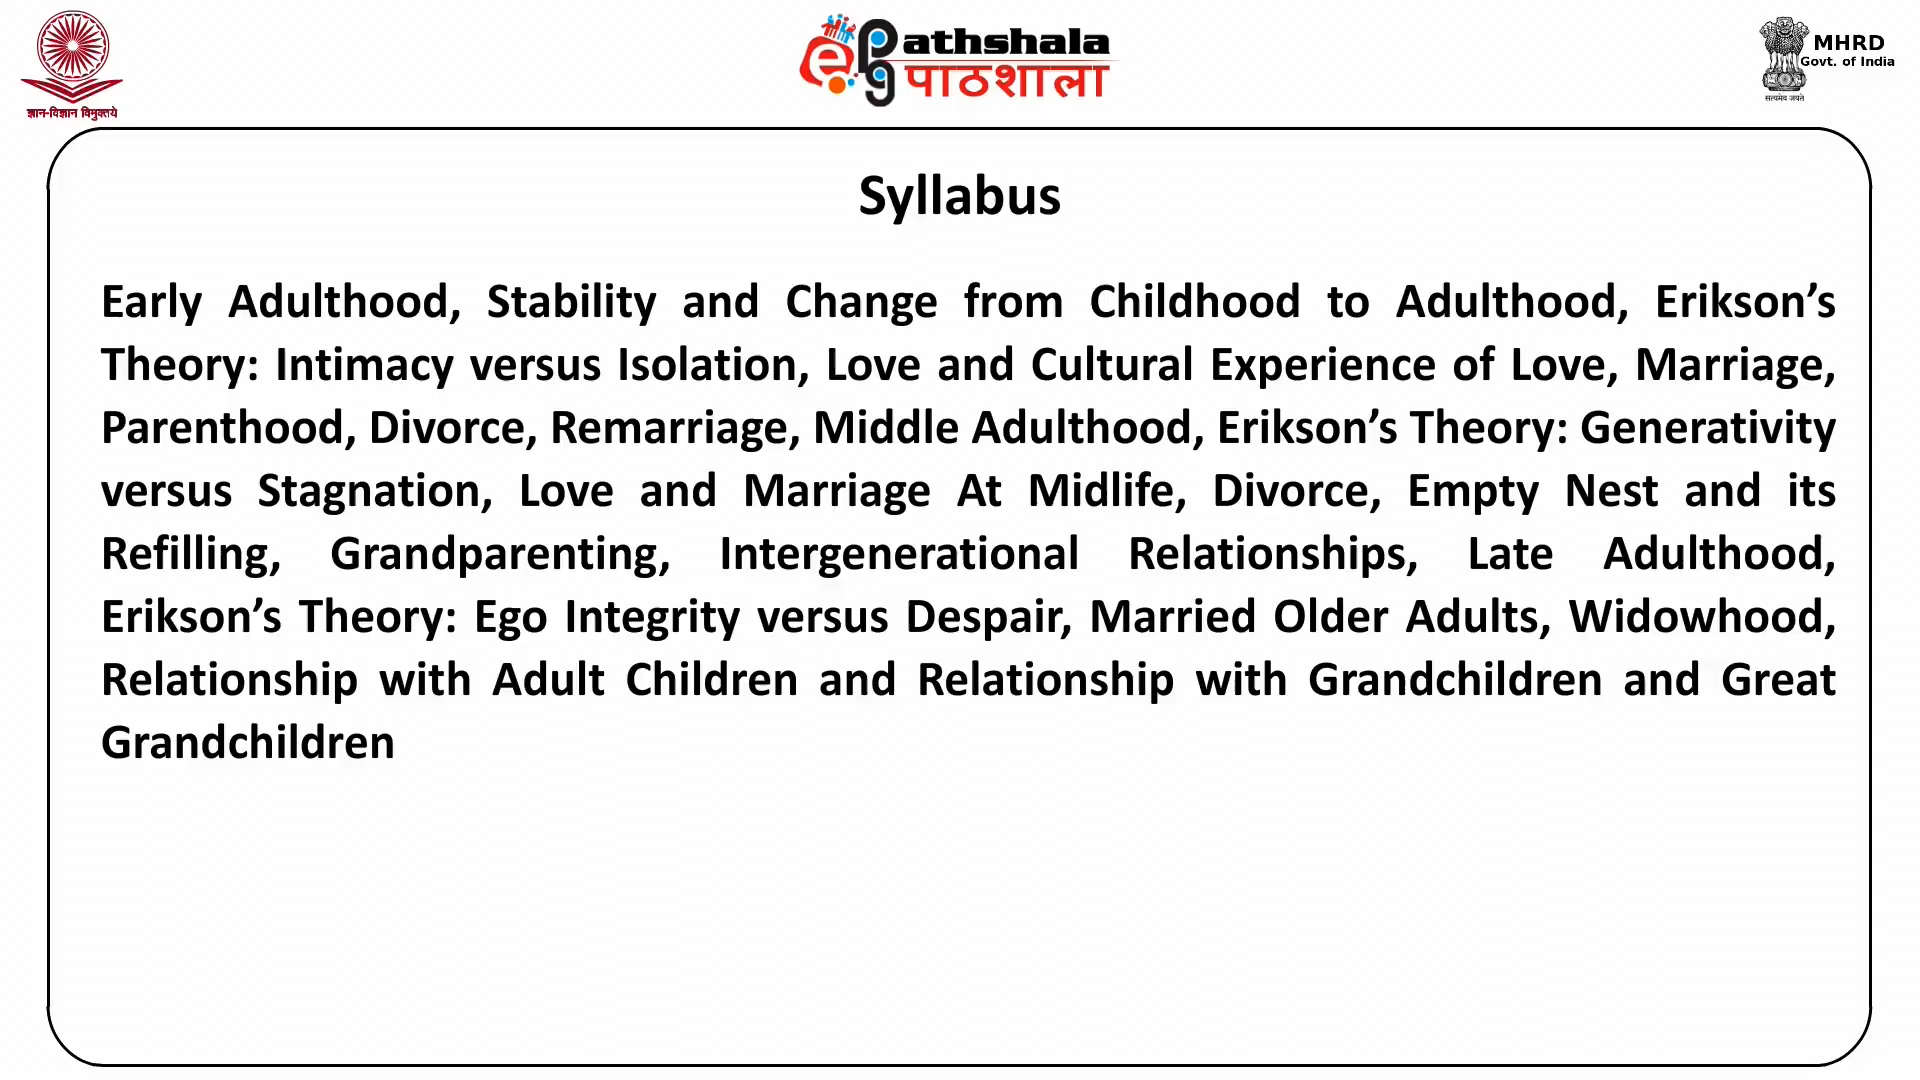 ज्ञान-विज्ञान विमुक्तये
e PG athshala
पाठशाला
MHRD
Govt. of India
सत्यमेव जयते
Syllabus
Early Adulthood, Stability and Change from Childhood to Adulthood, Erikson’s
Theory: Intimacy versus Isolation, Love and Cultural Experience of Love, Marriage,
Parenthood, Divorce, Remarriage, Middle Adulthood, Erikson’s Theory: Generativity
versus Stagnation, Love and Marriage At Midlife, Divorce, Empty Nest and its
Refilling, Grandparenting, Intergenerational Relationships, Late Adulthood,
Erikson’s Theory: Ego Integrity versus Despair, Married Older Adults, Widowhood,
Relationship with Adult Children and Relationship with Grandchildren and Great
Grandchildren